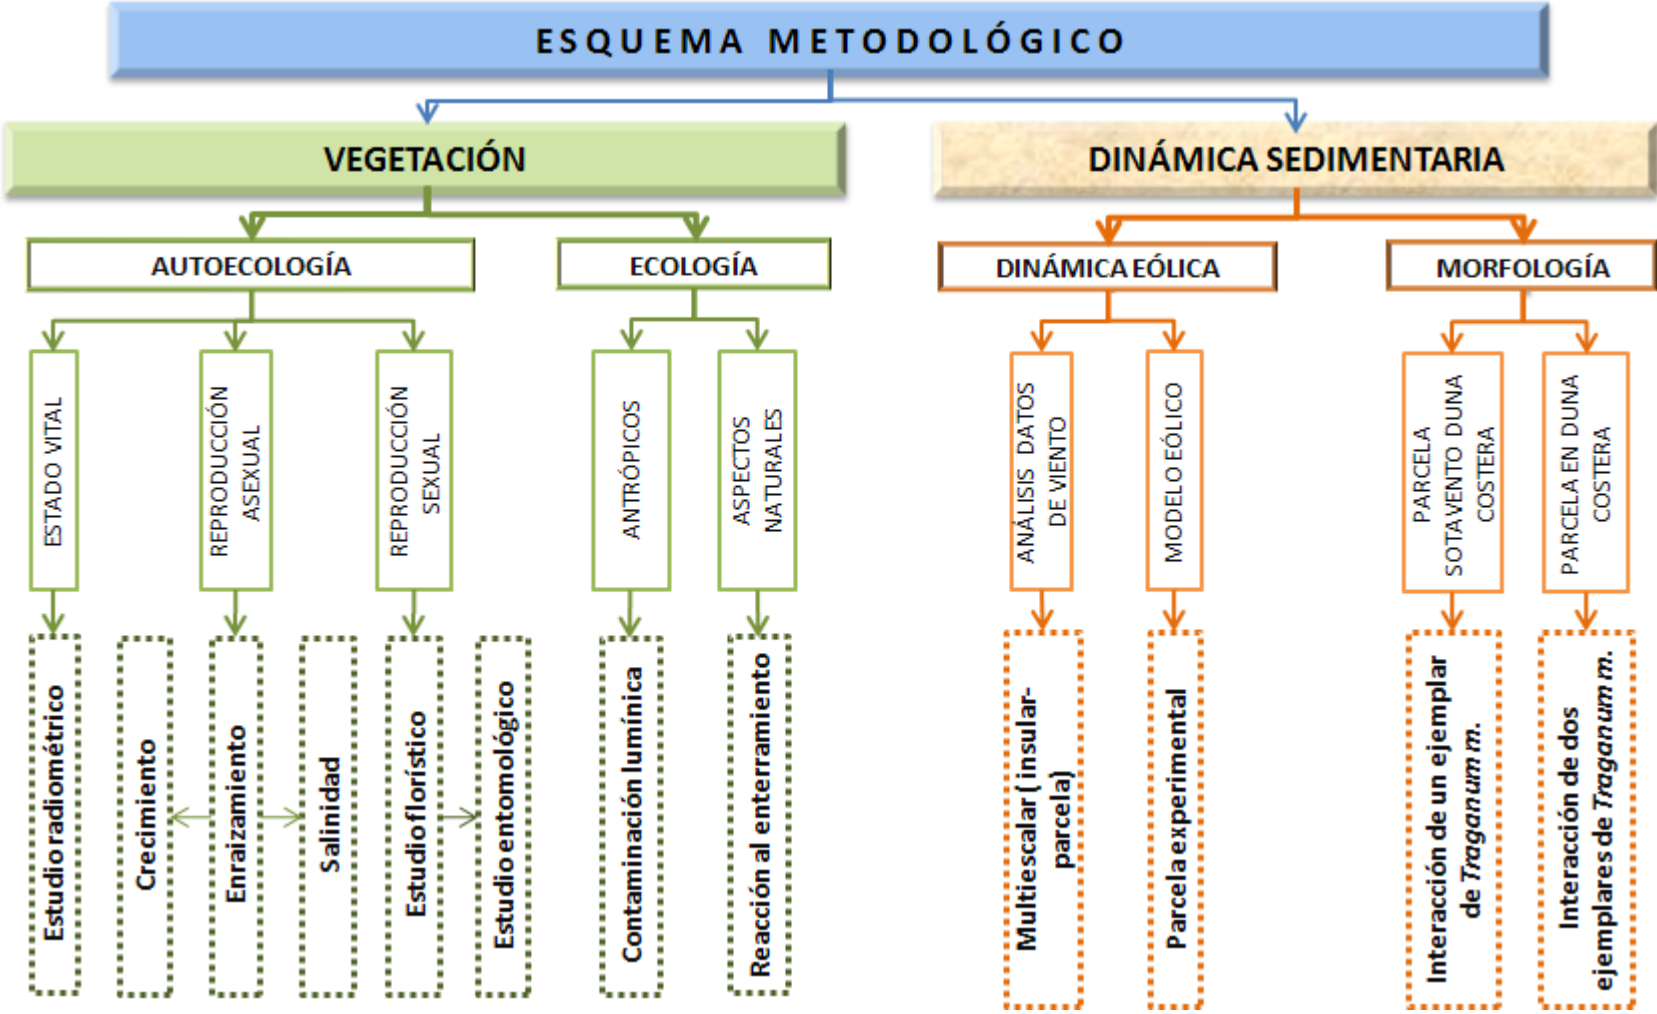 ESQUEMA METODOLÓGICO
VEGETACIÓN
DINÁMICA SEDIMENTARIA
AUTOECOLOGÍA
ECOLOGÍA
DINÁMICA EÓLICA
MORFOLOGÍA
ESTADO VITAL
REPRODUCCIÓN
ASEXUAL
REPRODUCCIÓN
SEXUAL
ANTRÓPICOS
ASPECTOS
NATURALES
ANÁLISIS DATOS
DE VIENTO
MODELO EÓLICO
PARCELA
SOTAVENTO DUNA
COSTERA
PARCELA EN DUNA
COSTERA
Estudio radiométrico
Crecimiento
Enraizamiento
Salinidad
Estudio florístico
Estudio entomológico
Contaminación lumínica
Reacción al enterramiento
Multiescalar ( insular-
parcela)
Parcela experimental
Interacción de un ejemplar
de Traganum m.
Interacción de dos
ejemplares de Traganum m.